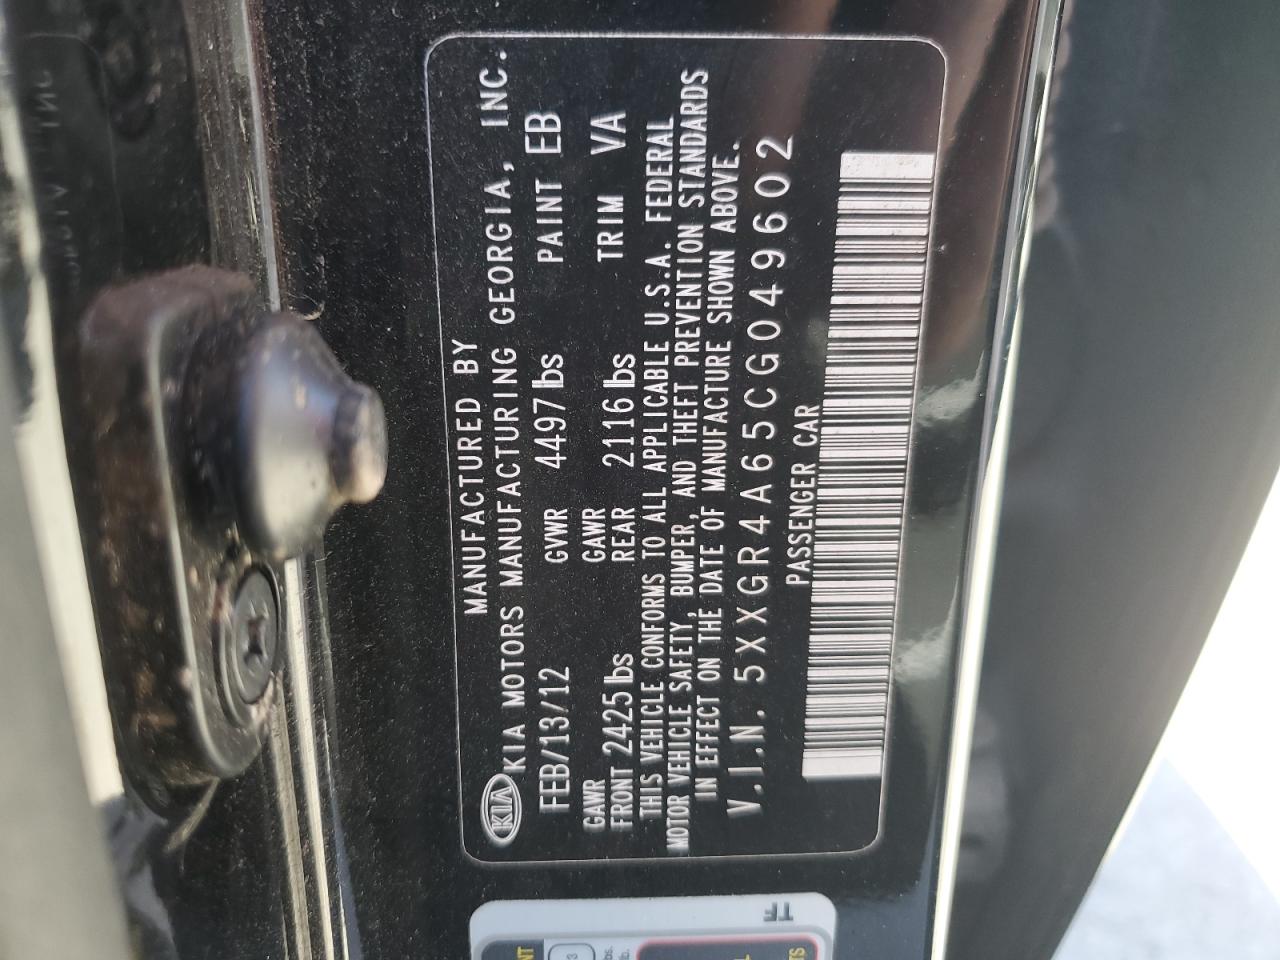 MANUFACTURED BY
KIA KIA MOTORS MANUFACTURING GEORGIA, INC.
FEB/13/12 GVWR 4497 lbs PAINT EB
GAWR FRONT 2425 lbs GAWR REAR 2116 lbs TRIM VA
THIS VEHICLE CONFORMS TO ALL APPLICABLE U.S.A. FEDERAL
MOTOR VEHICLE SAFETY, BUMPER, AND THEFT PREVENTION STANDARDS
IN EFFECT ON THE DATE OF MANUFACTURE SHOWN ABOVE.
V.I.N. 5XXGR4A65CG049602
PASSENGER CAR
TF